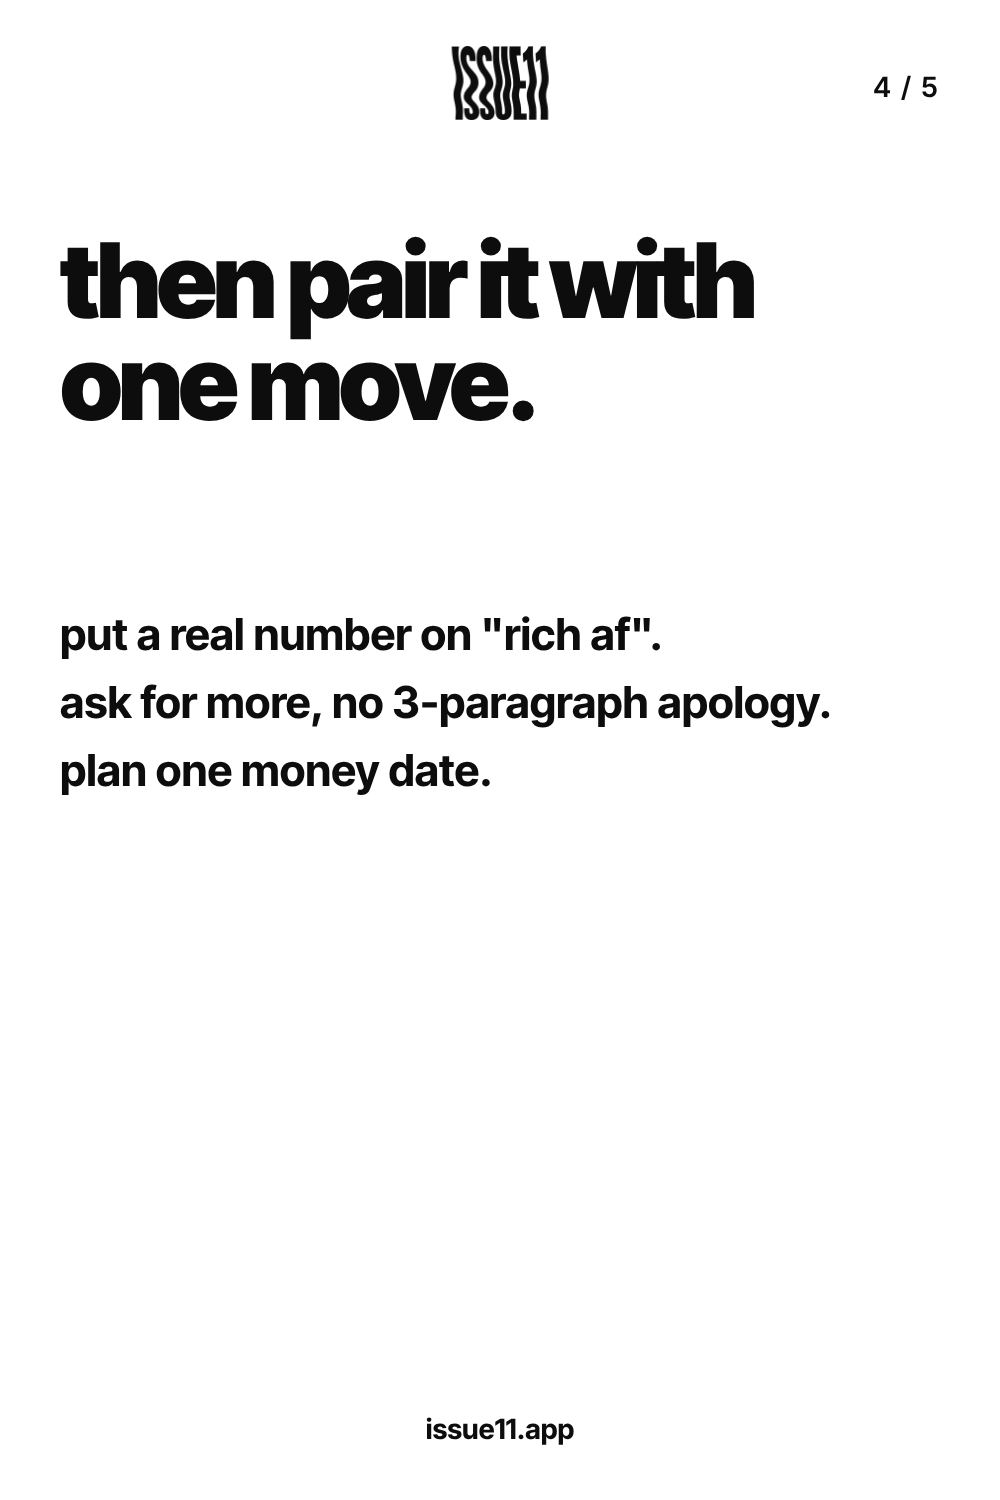 ISSUE11
4 / 5
then pair it with
one move.
put a real number on "rich af".
ask for more, no 3-paragraph apology.
plan one money date.
issue11.app